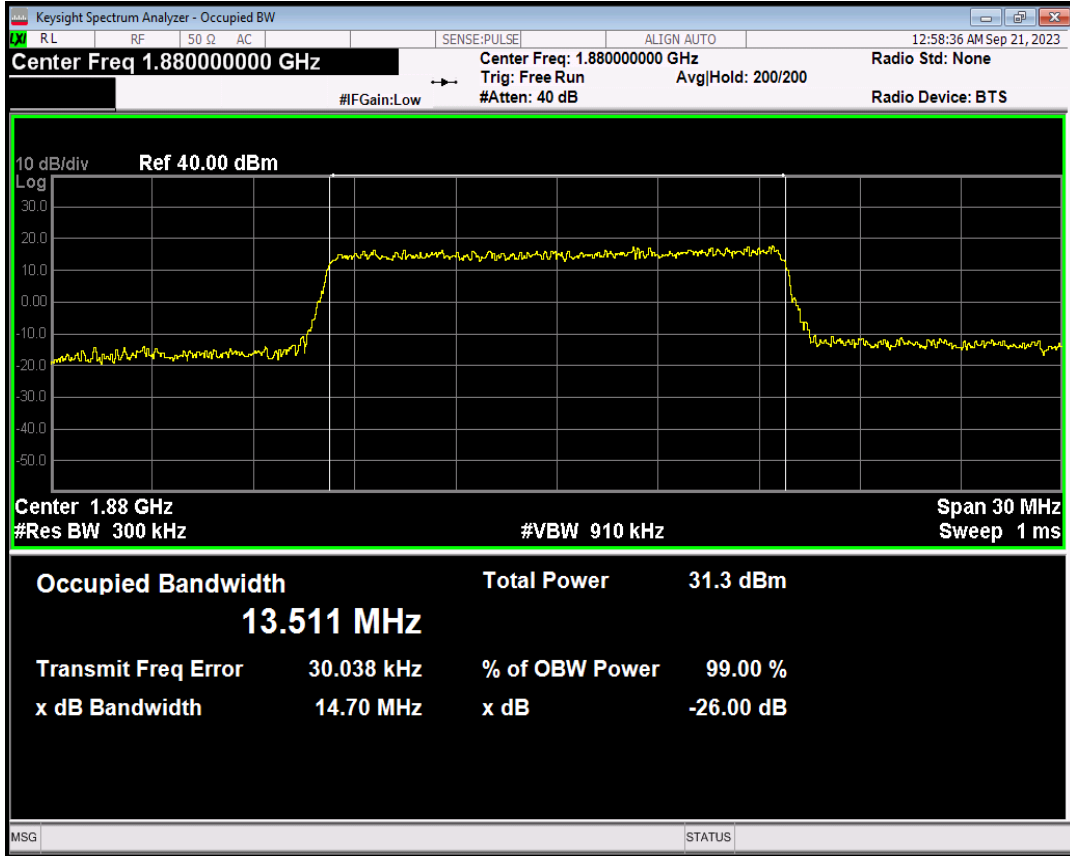 Keysight Spectrum Analyzer - Occupied BW
LXI RL RF 50 Ω AC SENSE:PULSE ALIGN AUTO 12:58:36 AM Sep 21, 2023
Center Freq 1.880000000 GHz
Center Freq: 1.880000000 GHz Radio Std: None
Trig: Free Run Avg|Hold: 200/200
#IFGain:Low #Atten: 40 dB Radio Device: BTS
10 dB/div Ref 40.00 dBm
Log
30.0
20.0
10.0
0.00
-10.0
-20.0
-30.0
-40.0
-50.0
Center 1.88 GHz Span 30 MHz
#Res BW 300 kHz #VBW 910 kHz Sweep 1 ms
Occupied Bandwidth Total Power 31.3 dBm
13.511 MHz
Transmit Freq Error 30.038 kHz % of OBW Power 99.00 %
x dB Bandwidth 14.70 MHz x dB -26.00 dB
MSG STATUS